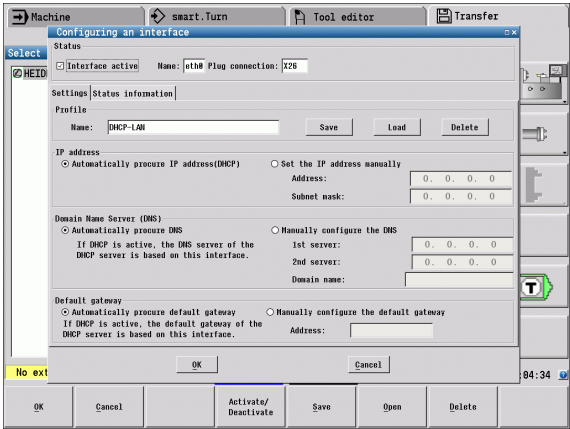 Machine
smart.Turn
Tool editor
Transfer
Configuring an interface
Status
Select
Interface active Name: eth0 Plug connection: X26
HEID
Settings Status information
Profile
Name: DHCP-LAN Save Load Delete
IP address
Automatically procure IP address(DHCP) Set the IP address manually
Address: 0. 0. 0. 0
Subnet mask: 0. 0. 0. 0
Domain Name Server (DNS)
Automatically procure DNS Manually configure the DNS
If DHCP is active, the DNS server of the
DHCP server is based on this interface.
1st server: 0. 0. 0. 0
2nd server: 0. 0. 0. 0
Domain name:
Default gateway
Automatically procure default gateway Manually configure the default gateway
If DHCP is active, the default gateway of the
DHCP server is based on this interface.
Address:
T
OK Cancel
No ext
:04:34
OK Cancel Activate/
Deactivate Save Open Delete